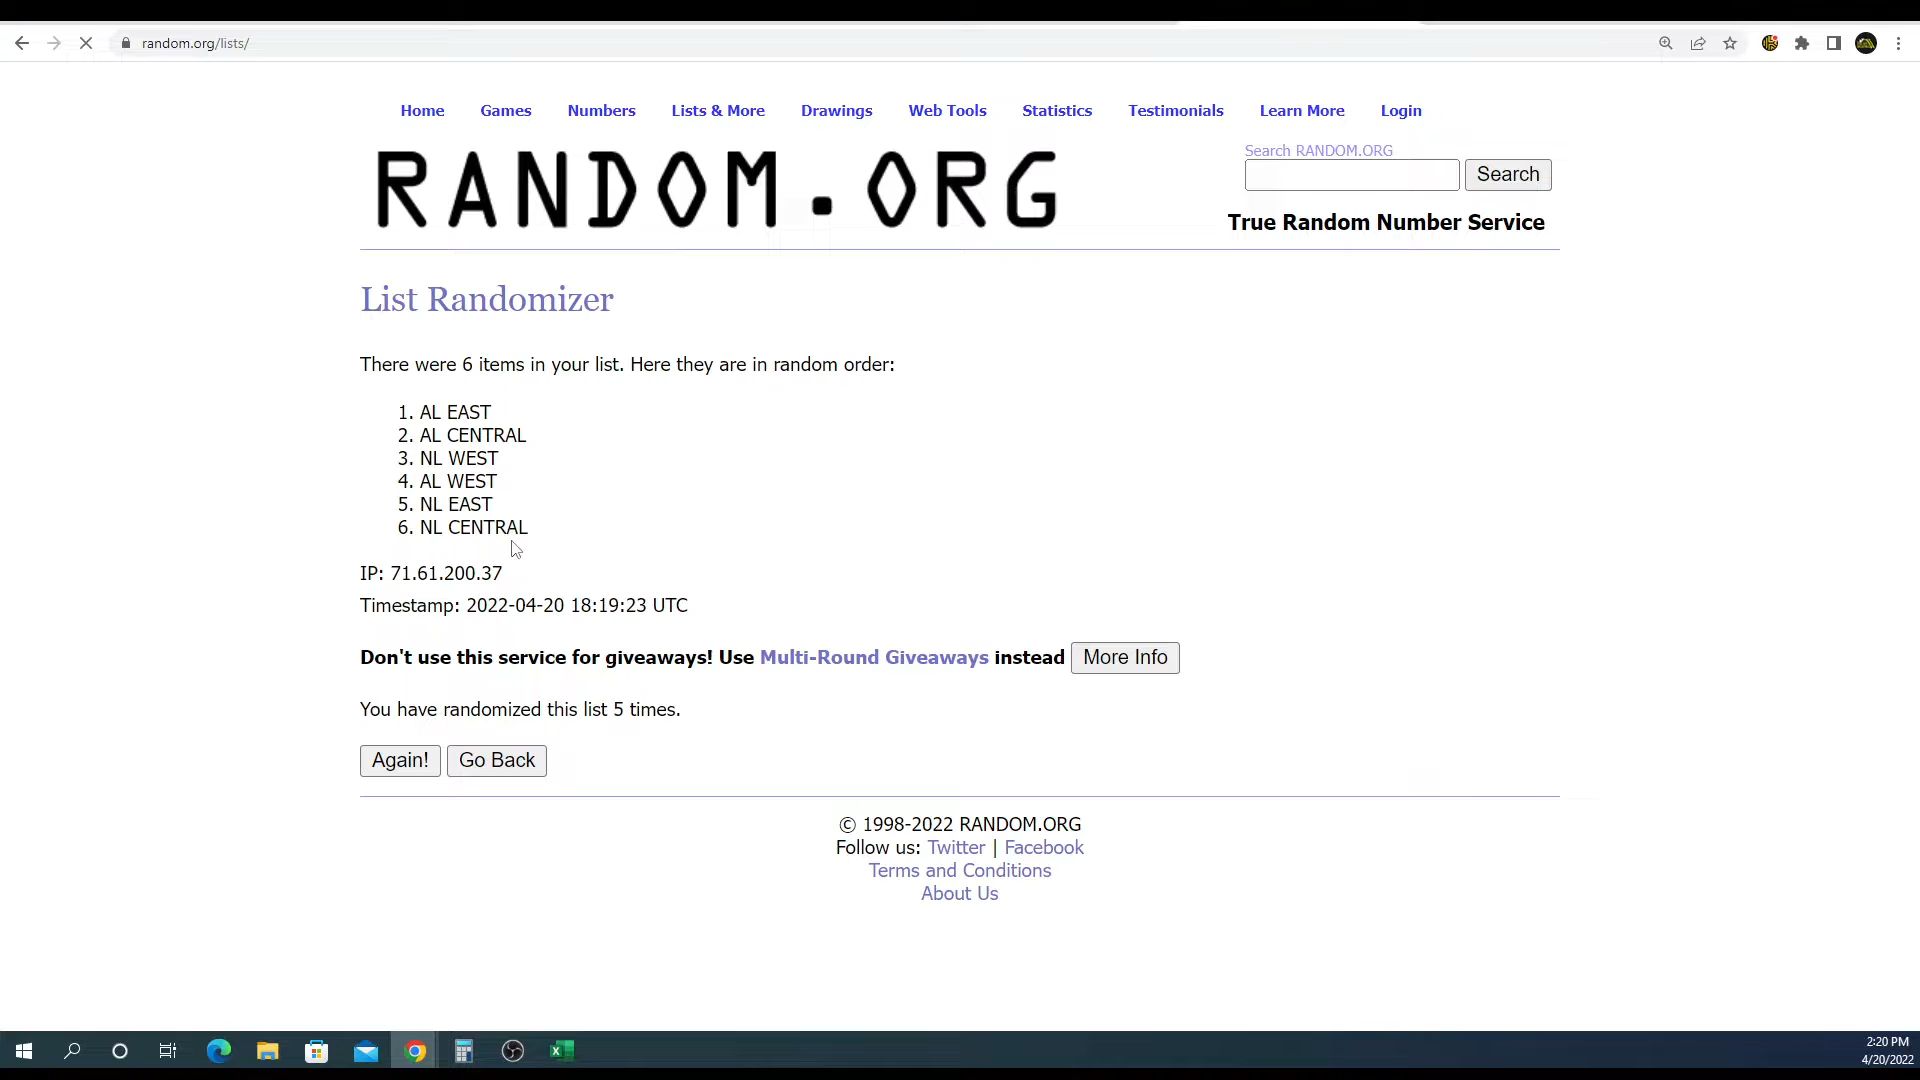 random.org/lists/
Home Games Numbers Lists & More Drawings Web Tools Statistics Testimonials Learn More Login
RANDOM.ORG
Search RANDOM.ORG
Search
True Random Number Service
List Randomizer
There were 6 items in your list. Here they are in random order:
1. AL EAST
2. AL CENTRAL
3. NL WEST
4. AL WEST
5. NL EAST
6. NL CENTRAL
IP: 71.61.200.37
Timestamp: 2022-04-20 18:19:23 UTC
Don't use this service for giveaways! Use Multi-Round Giveaways instead More Info
You have randomized this list 5 times.
Again! Go Back
© 1998-2022 RANDOM.ORG
Follow us: Twitter | Facebook
Terms and Conditions
About Us
2:20 PM
4/20/2022